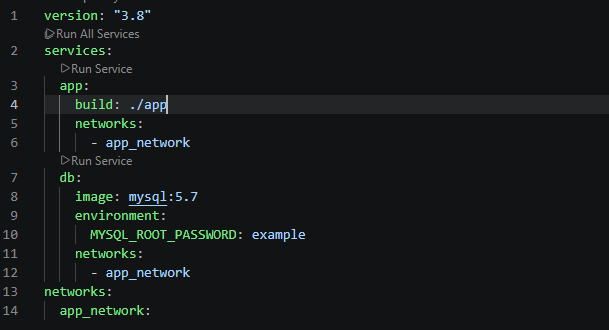 1 version: "3.8"
Run All Services
2 services:
Run Service
3 app:
4 build: ./app
5 networks:
6 - app_network
Run Service
7 db:
8 image: mysql:5.7
9 environment:
10 MYSQL_ROOT_PASSWORD: example
11 networks:
12 - app_network
13 networks:
14 app_network: